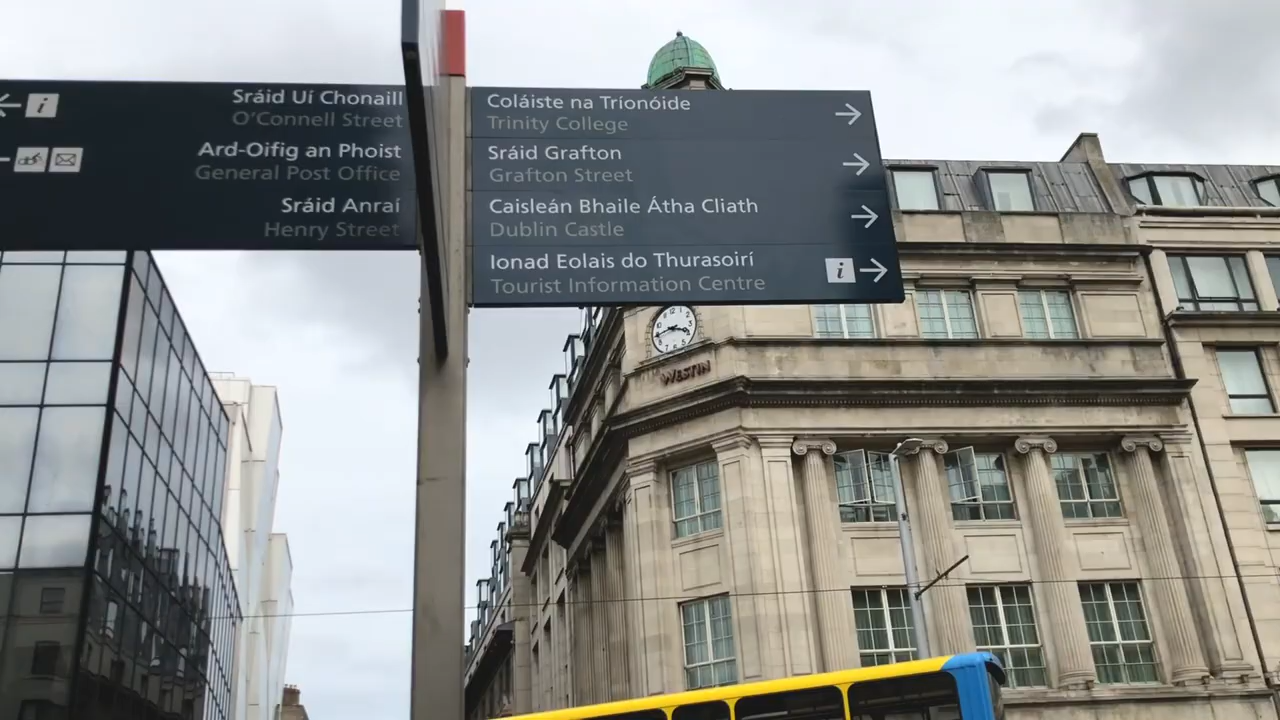 Sráid Uí Chonaill
O'Connell Street
Ard-Oifig an Phoist
General Post Office
Sráid Anraí
Henry Street
Coláiste na Tríonóide
Trinity College
Sráid Grafton
Grafton Street
Caisleán Bhaile Átha Cliath
Dublin Castle
Ionad Eolais do Thurasoirí
Tourist Information Centre
WESTIN